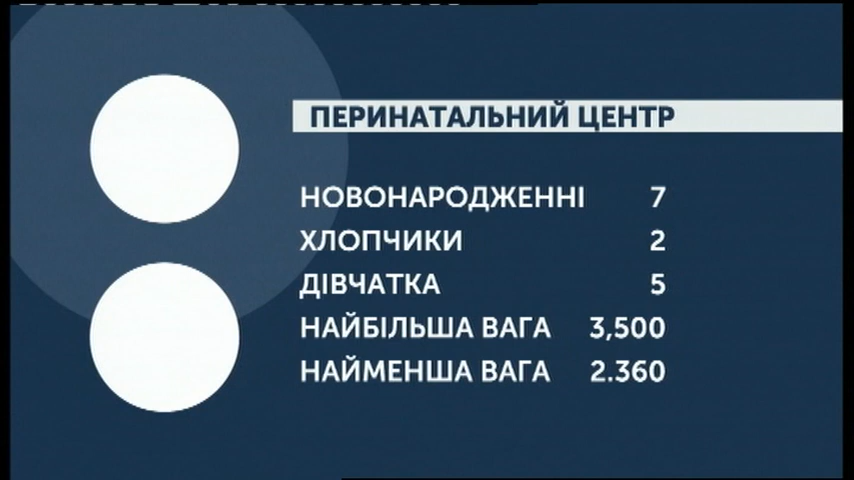 ПЕРИНАТАЛЬНИЙ ЦЕНТР
НОВОНАРОДЖЕННІ 7
ХЛОПЧИКИ 2
ДІВЧАТКА 5
НАЙБІЛЬША ВАГА 3,500
НАЙМЕНША ВАГА 2.360